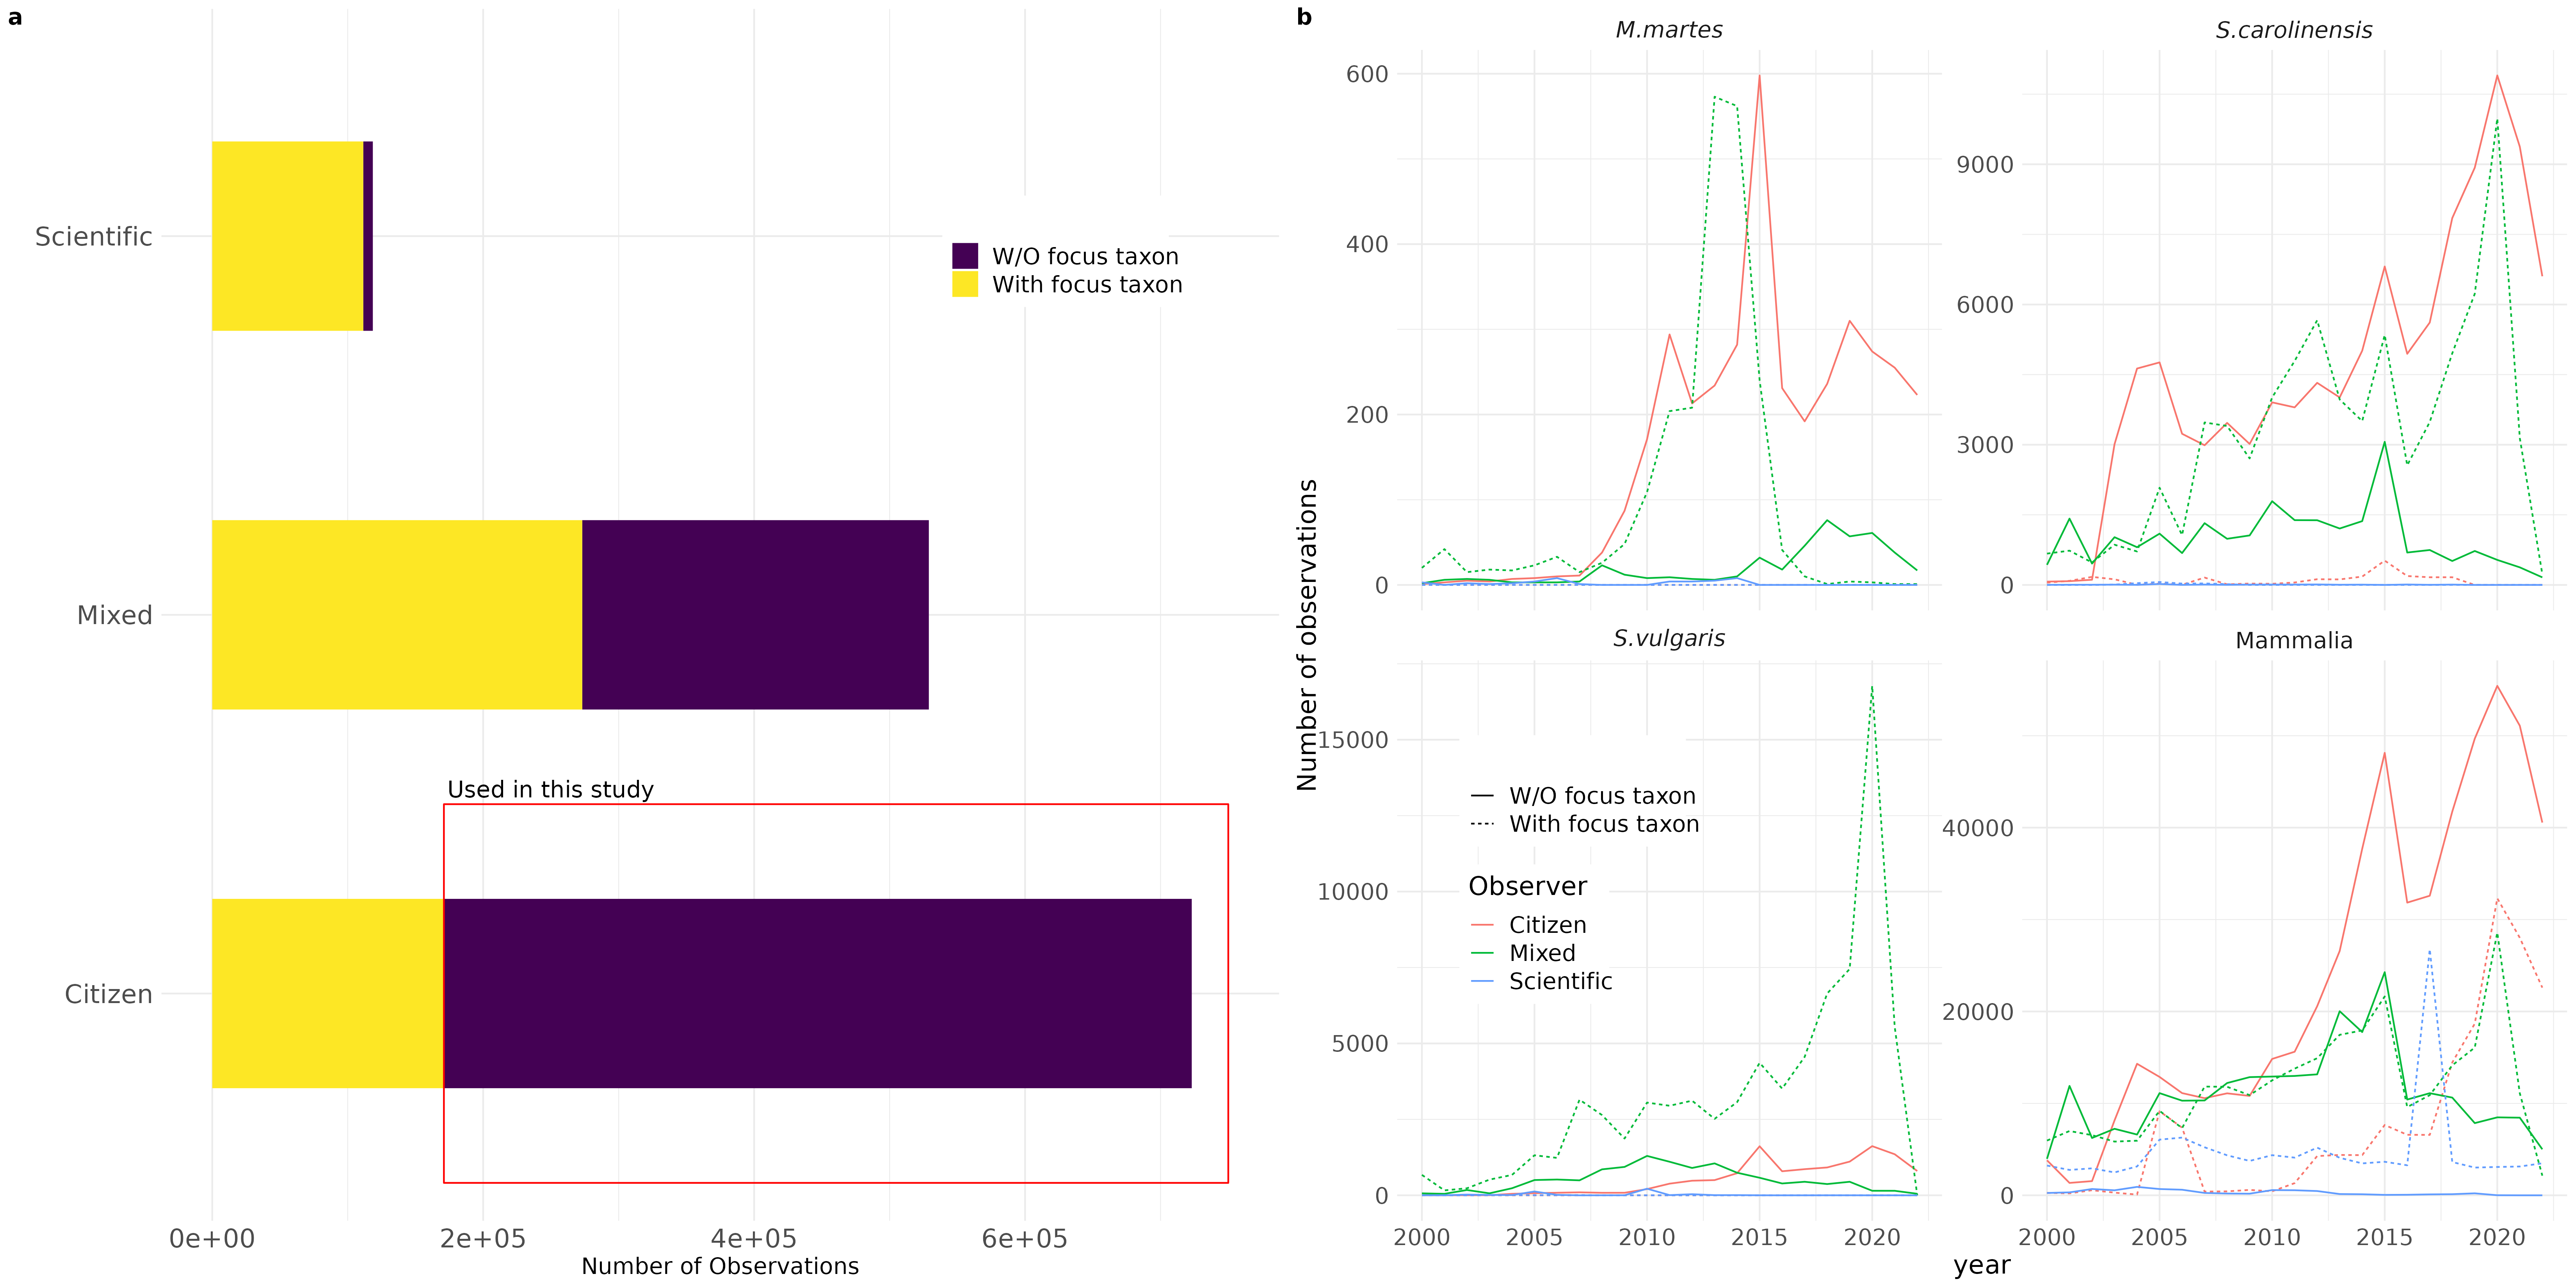 a
Scientific
Mixed
Citizen
W/O focus taxon
With focus taxon
Used in this study
0e+00
2e+05
4e+05
6e+05
Number of Observations
b
Number of observations
M.martes
600
400
200
0
S.carolinensis
9000
6000
3000
0
S.vulgaris
15000
10000
5000
0
W/O focus taxon
With focus taxon
Observer
Citizen
Mixed
Scientific
2000
2005
2010
2015
2020
Mammalia
40000
20000
0
2000
2005
2010
2015
2020
year